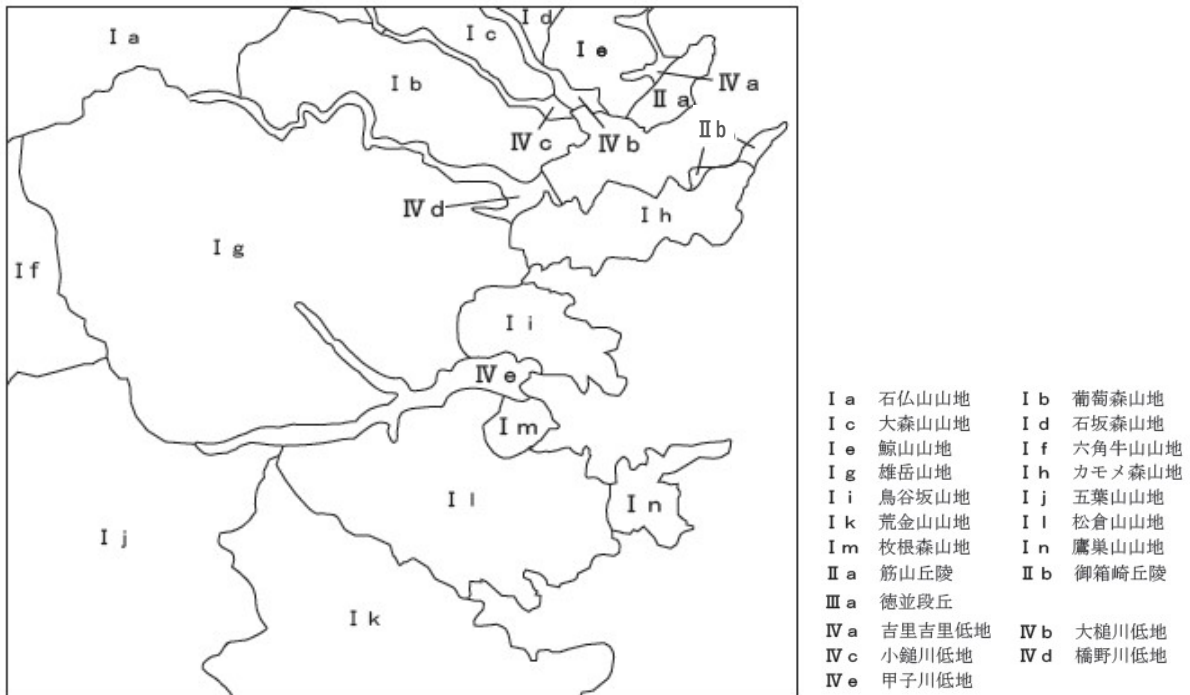 Ⅰa
Ⅰc
Ⅰd
Ⅰe
Ⅳa
Ⅱa
Ⅰb
Ⅱb
Ⅳc
Ⅳb
Ⅳd
Ⅰh
Ⅰg
Ⅰf
Ⅰi
Ⅳe
Ⅰm
Ⅰl
Ⅰn
Ⅰj
Ⅰk
Ⅰa 石仏山山地 Ⅰb 葡萄森山地
Ⅰc 大森山山地 Ⅰd 石坂森山地
Ⅰe 鯨山山地 Ⅰf 六角牛山山地
Ⅰg 雄岳山地 Ⅰh カモメ森山地
Ⅰi 鳥谷坂山地 Ⅰj 五葉山山地
Ⅰk 荒金山山地 Ⅰl 松倉山山地
Ⅰm 枚根森山地 Ⅰn 鷹巣山山地
Ⅱa 筋山丘陵 Ⅱb 御箱崎丘陵
Ⅲa 徳並段丘
Ⅳa 吉里吉里低地 Ⅳb 大槌川低地
Ⅳc 小鎚川低地 Ⅳd 橋野川低地
Ⅳe 甲子川低地